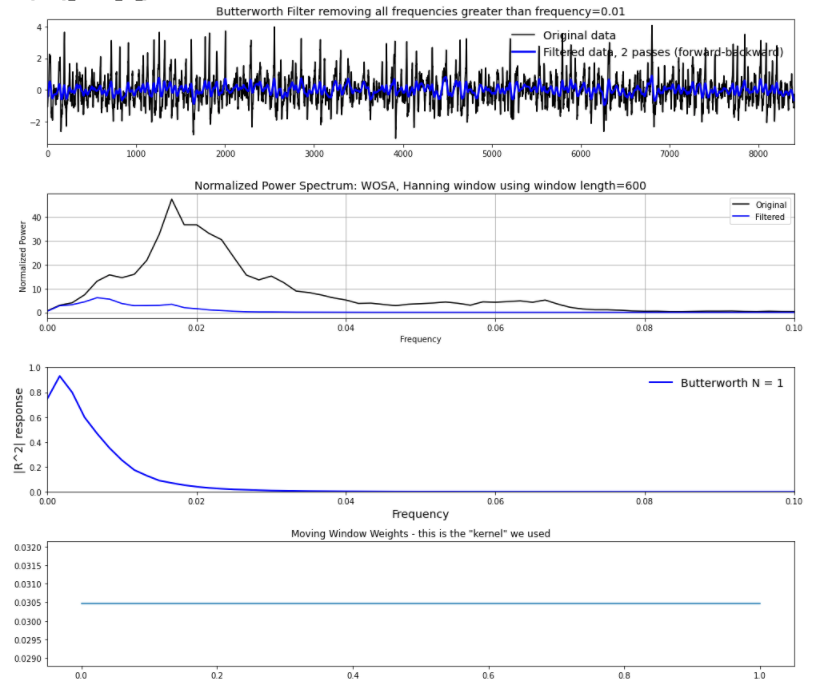 Butterworth Filter removing all frequencies greater than frequency=0.01
4
2
0
−2
Original data
Filtered data, 2 passes (forward-backward)
0 1000 2000 3000 4000 5000 6000 7000 8000
Normalized Power Spectrum: WOSA, Hanning window using window length=600
Normalized Power
40
30
20
10
0
Original
Filtered
0.00 0.02 0.04 0.06 0.08 0.10
Frequency
|R^2| response
1.0
0.8
0.6
0.4
0.2
0.0
Butterworth N = 1
0.00 0.02 0.04 0.06 0.08 0.10
Frequency
Moving Window Weights - this is the "kernel" we used
0.0320
0.0315
0.0310
0.0305
0.0300
0.0295
0.0290
0.0 0.2 0.4 0.6 0.8 1.0